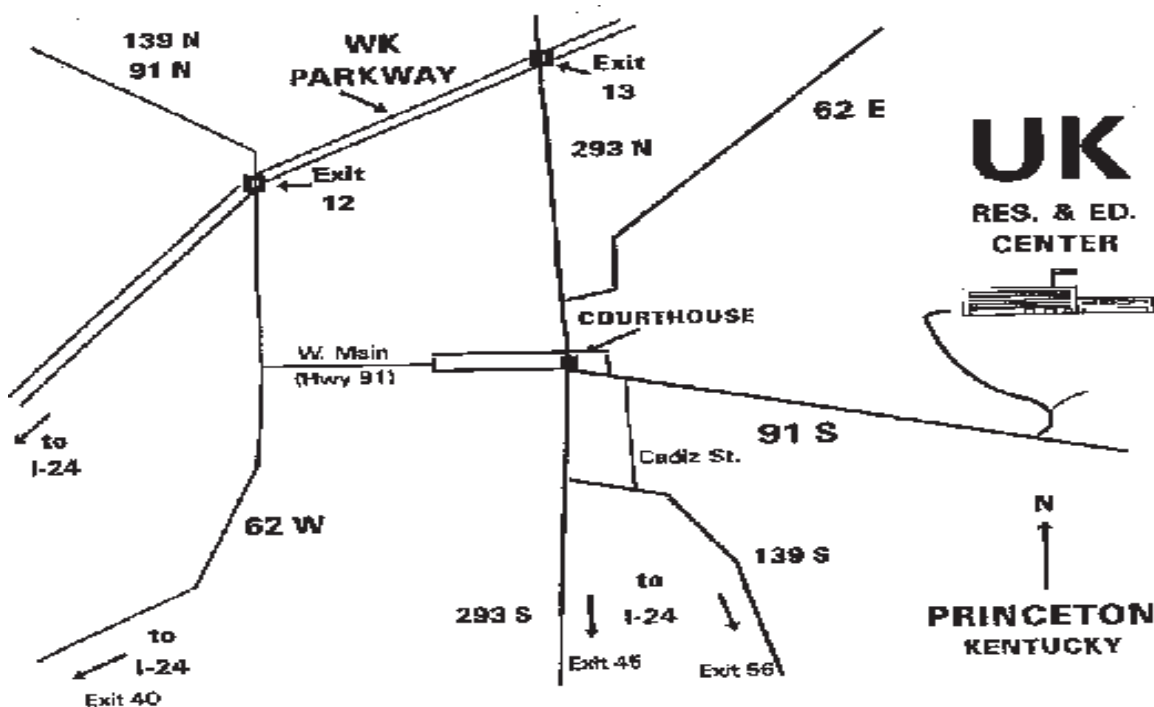 139 N
91 N
WK
PARKWAY
Exit
13
62 E
293 N
Exit
12
UK
RES. & ED.
CENTER
COURTHOUSE
W. Main
(Hwy 91)
91 S
to
I-24
Cadiz St.
62 W
N
139 S
to
I-24
293 S
PRINCETON
KENTUCKY
to
I-24
Exit 40
Exit 45
Exit 56